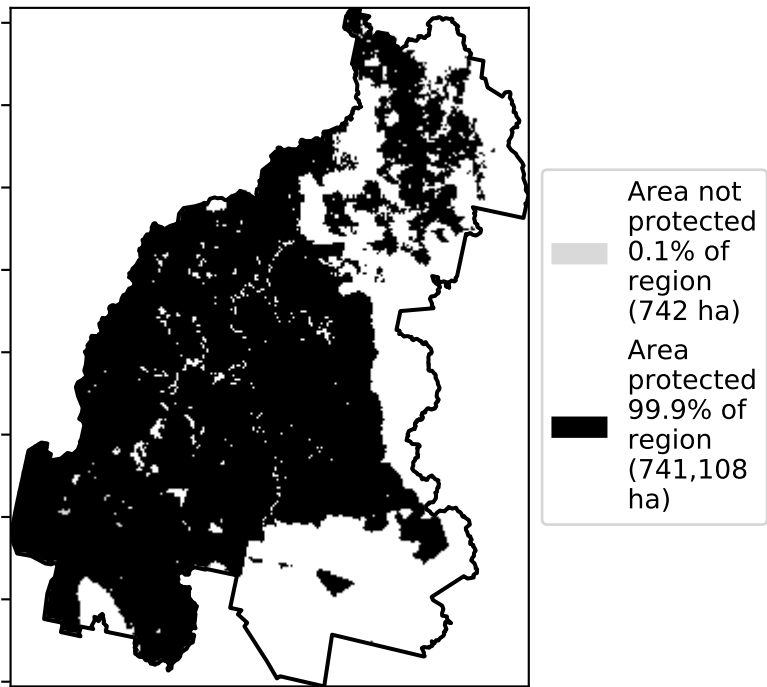 Area not
protected
0.1% of
region
(742 ha)
Area
protected
99.9% of
region
(741,108
ha)